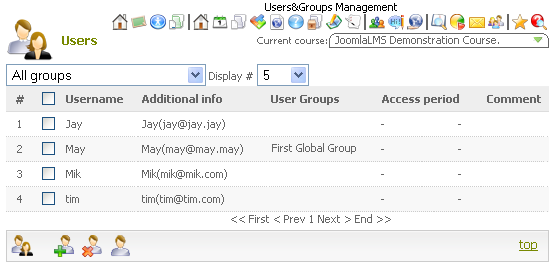 Users&Groups Management
Users
Current course: JoomlaLMS Demonstration Course.
All groups Display # 5
# Username Additional info User Groups Access period Comment
1 Jay Jay(jay@jay.jay) - -
2 May May(may@may.may) First Global Group - -
3 Mik Mik(mik@mik.com) - -
4 tim tim(tim@tim.com) - -
<< First < Prev 1 Next > End >>
top